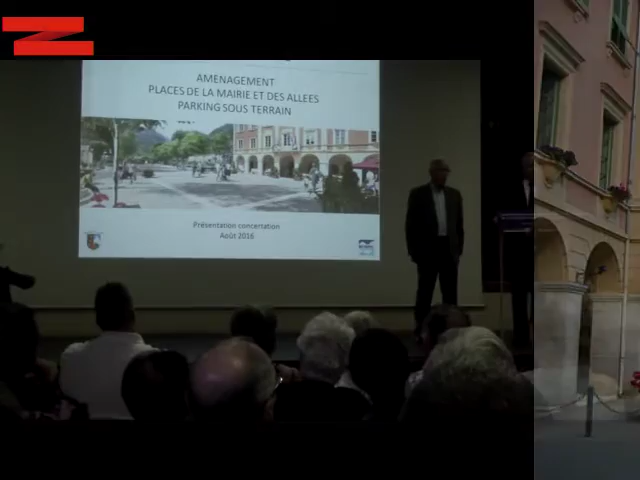 AMENAGEMENT
PLACES DE LA MAIRIE ET DES ALLEES
PARKING SOUS TERRAIN
Présentation concertation
Août 2016